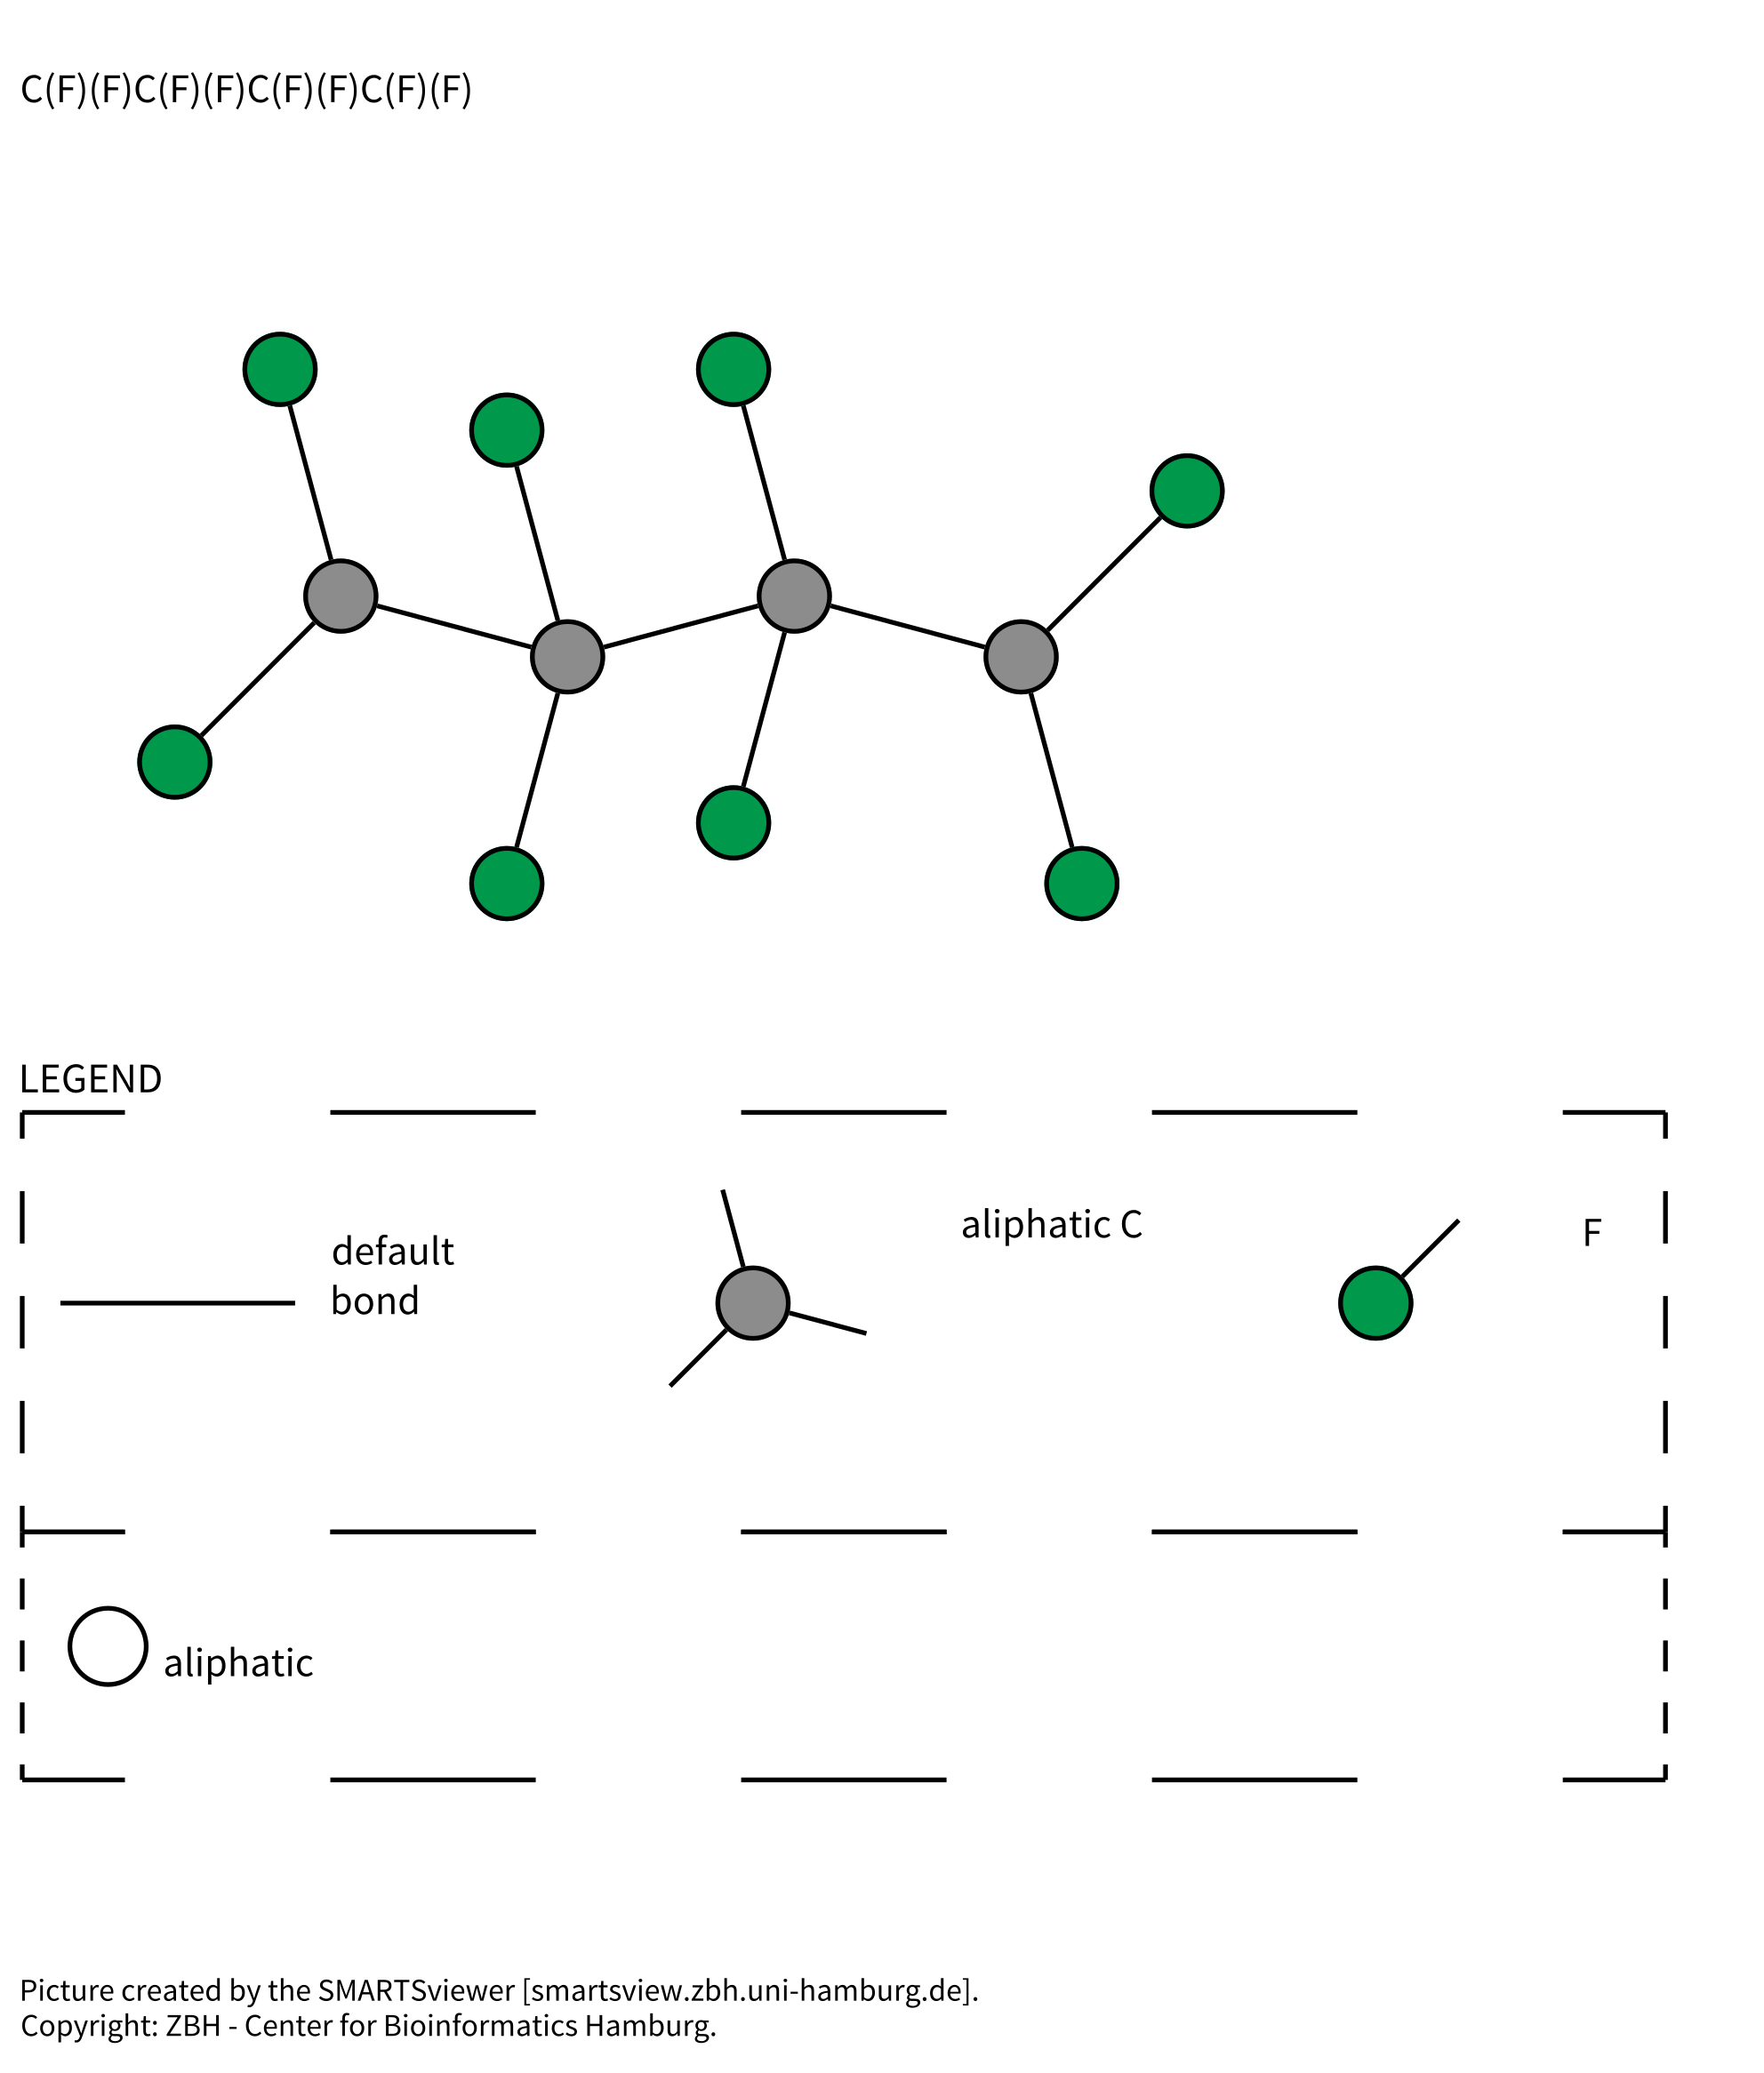 C(F)(F)C(F)(F)C(F)(F)C(F)(F)
LEGEND
default
bond
aliphatic C
F
aliphatic
Picture created by the SMARTSviewer [smartsview.zbh.uni-hamburg.de].
Copyright: ZBH - Center for Bioinformatics Hamburg.